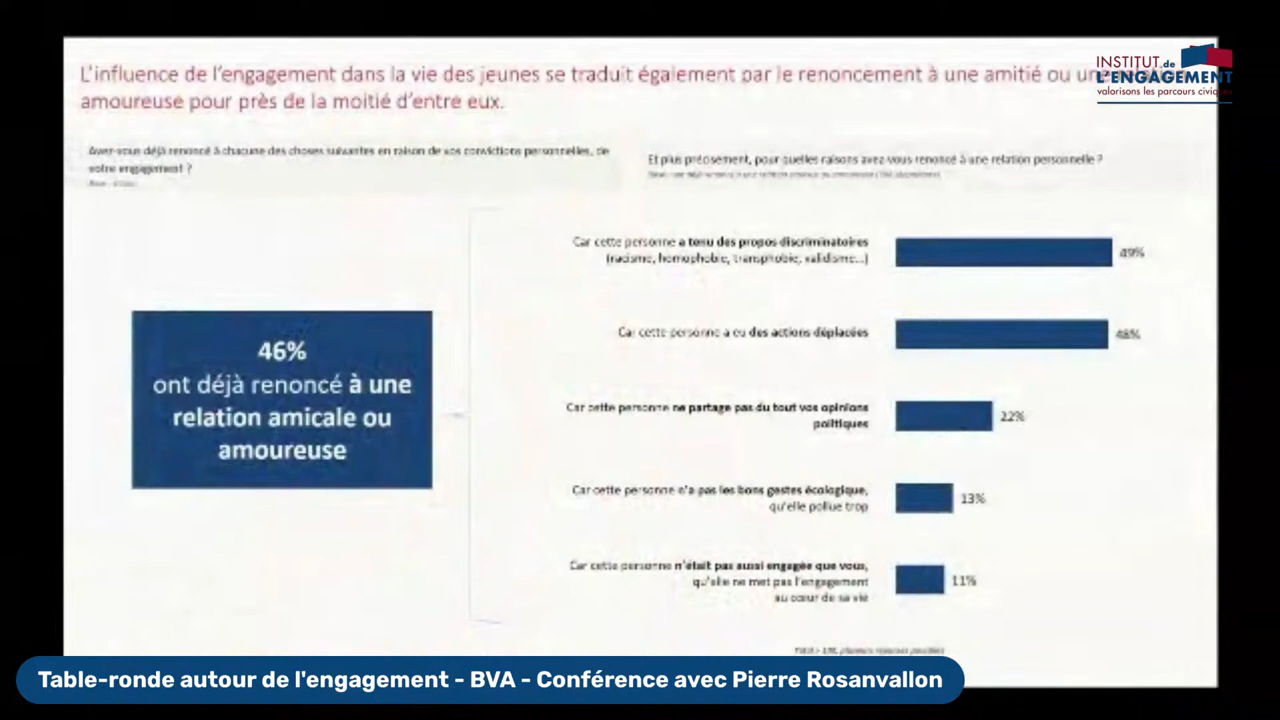 L'influence de l'engagement dans la vie des jeunes se traduit également par le renoncement à une amitié ou une
amoureuse pour près de la moitié d'entre eux.
INSTITUT de
L'ENGAGEMENT
valorisons les parcours civiques
Avez-vous déjà renoncé à chacune des choses suivantes en raison de vos convictions personnelles, de
votre engagement ?
Et plus précisément, pour quelles raisons avez-vous renoncé à une relation personnelle ?
46%
ont déjà renoncé à une
relation amicale ou
amoureuse
Car cette personne a tenu des propos discriminatoires
(racisme, homophobie, transphobie, validisme...)
49%
Car cette personne a eu des actions déplacées
48%
Car cette personne ne partage pas du tout vos opinions
politiques
22%
Car cette personne n'a pas les bons gestes écologique,
qu'elle pollue trop
13%
Car cette personne n'était pas aussi engagée que vous,
qu'elle ne met pas l'engagement
au cœur de sa vie
11%
Total > 100, plusieurs réponses possibles
Table-ronde autour de l'engagement - BVA - Conférence avec Pierre Rosanvallon